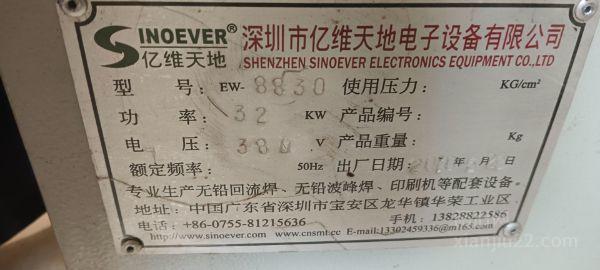 SINOEVER® 深圳市亿维天地电子设备有限公司
亿维天地 SHENZHEN SINOEVER ELECTRONICS EQUIPMENT CO.,LTD
型号: EW-8830 使用压力: KG/cm²
功率: 32 KW 产品编号:
电压: 380 V 产品重量: Kg
额定频率: 50Hz 出厂日期: 年 月
专业生产无铅回流焊、无铅波峰焊、印刷机等配套设备
地址: 中国广东省深圳市宝安区龙华镇华荣工业区
电话: +86-0755-81215636 手机: 13828822586
http://www.sinoever.com www.cnsmt.cc E-mail: 13302459336@m165.com
xianjin22.com